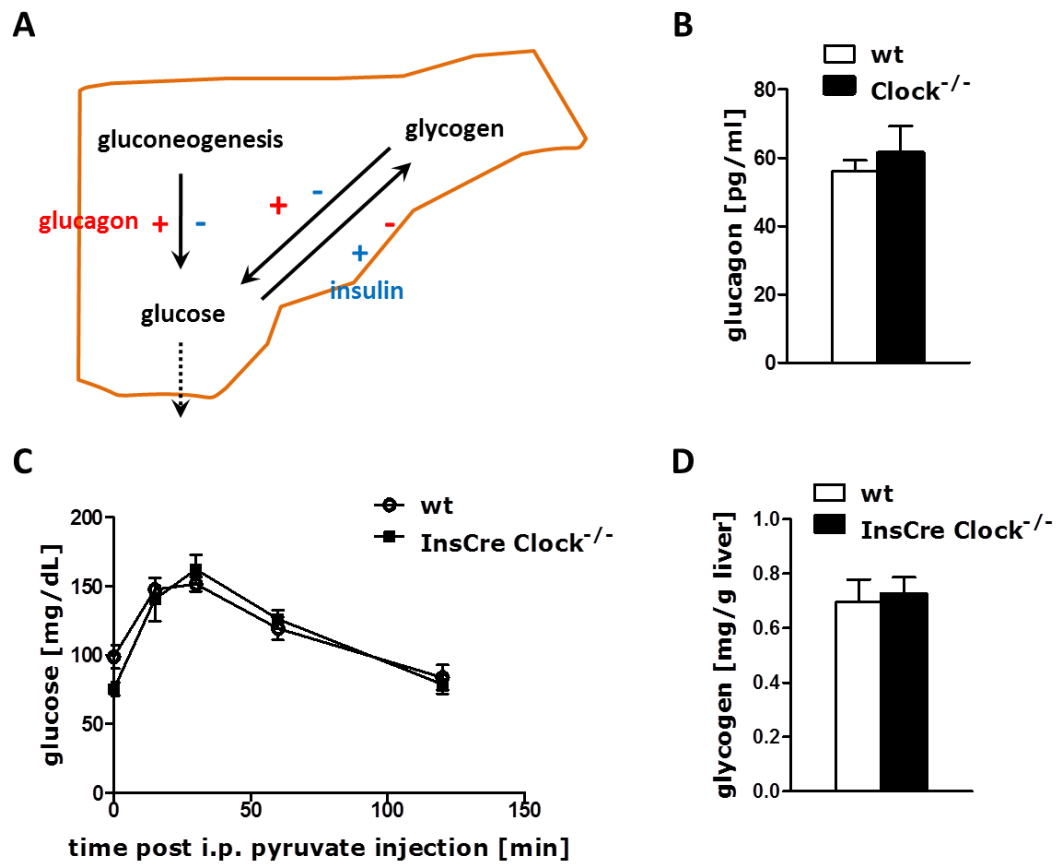 A
gluconeogenesis
glycogen
+
-
glucagon + -
-
+
insulin
glucose
B
wt
Clock-/-
80
60
40
20
0
glucagon [pg/ml]
C
wt
InsCre Clock-/-
200
150
100
50
0
glucose [mg/dL]
0 50 100 150
time post i.p. pyruvate injection [min]
D
wt
InsCre Clock-/-
1.0
0.8
0.6
0.4
0.2
0.0
glycogen [mg/g liver]